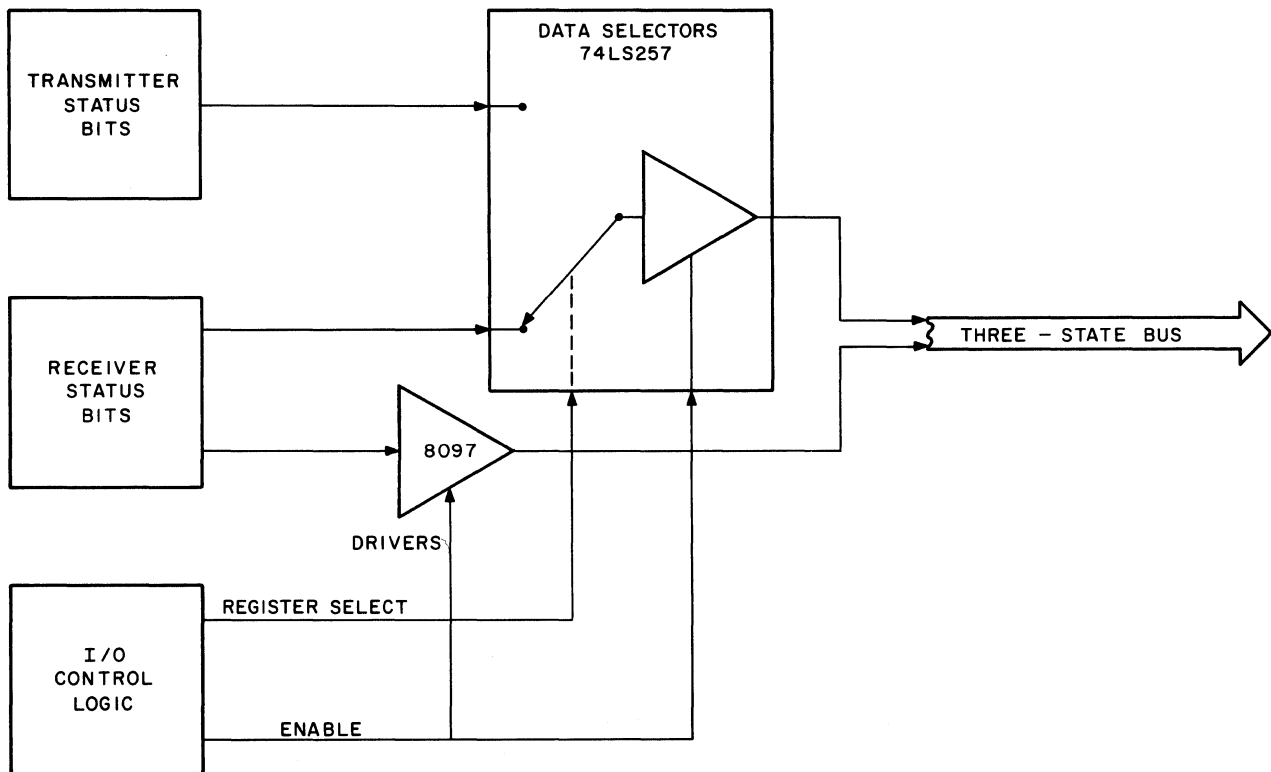 DATA SELECTORS
74LS257
TRANSMITTER
STATUS
BITS
THREE - STATE BUS
RECEIVER
STATUS
BITS
8097
DRIVERS
REGISTER SELECT
I/O
CONTROL
LOGIC
ENABLE